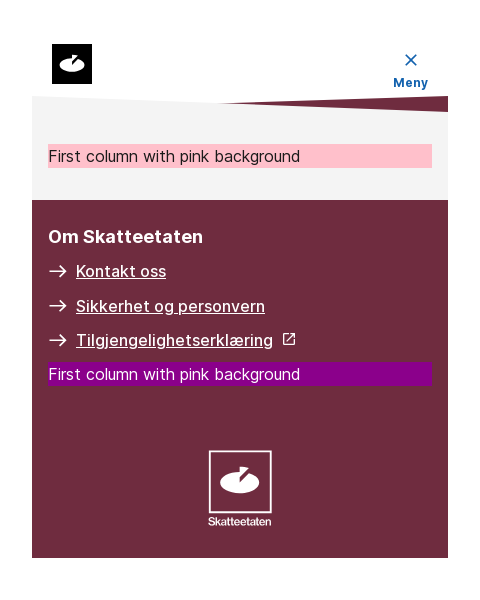 Meny
First column with pink background
Om Skatteetaten
Kontakt oss
Sikkerhet og personvern
Tilgjengelighetserklæring
First column with pink background
Skatteetaten